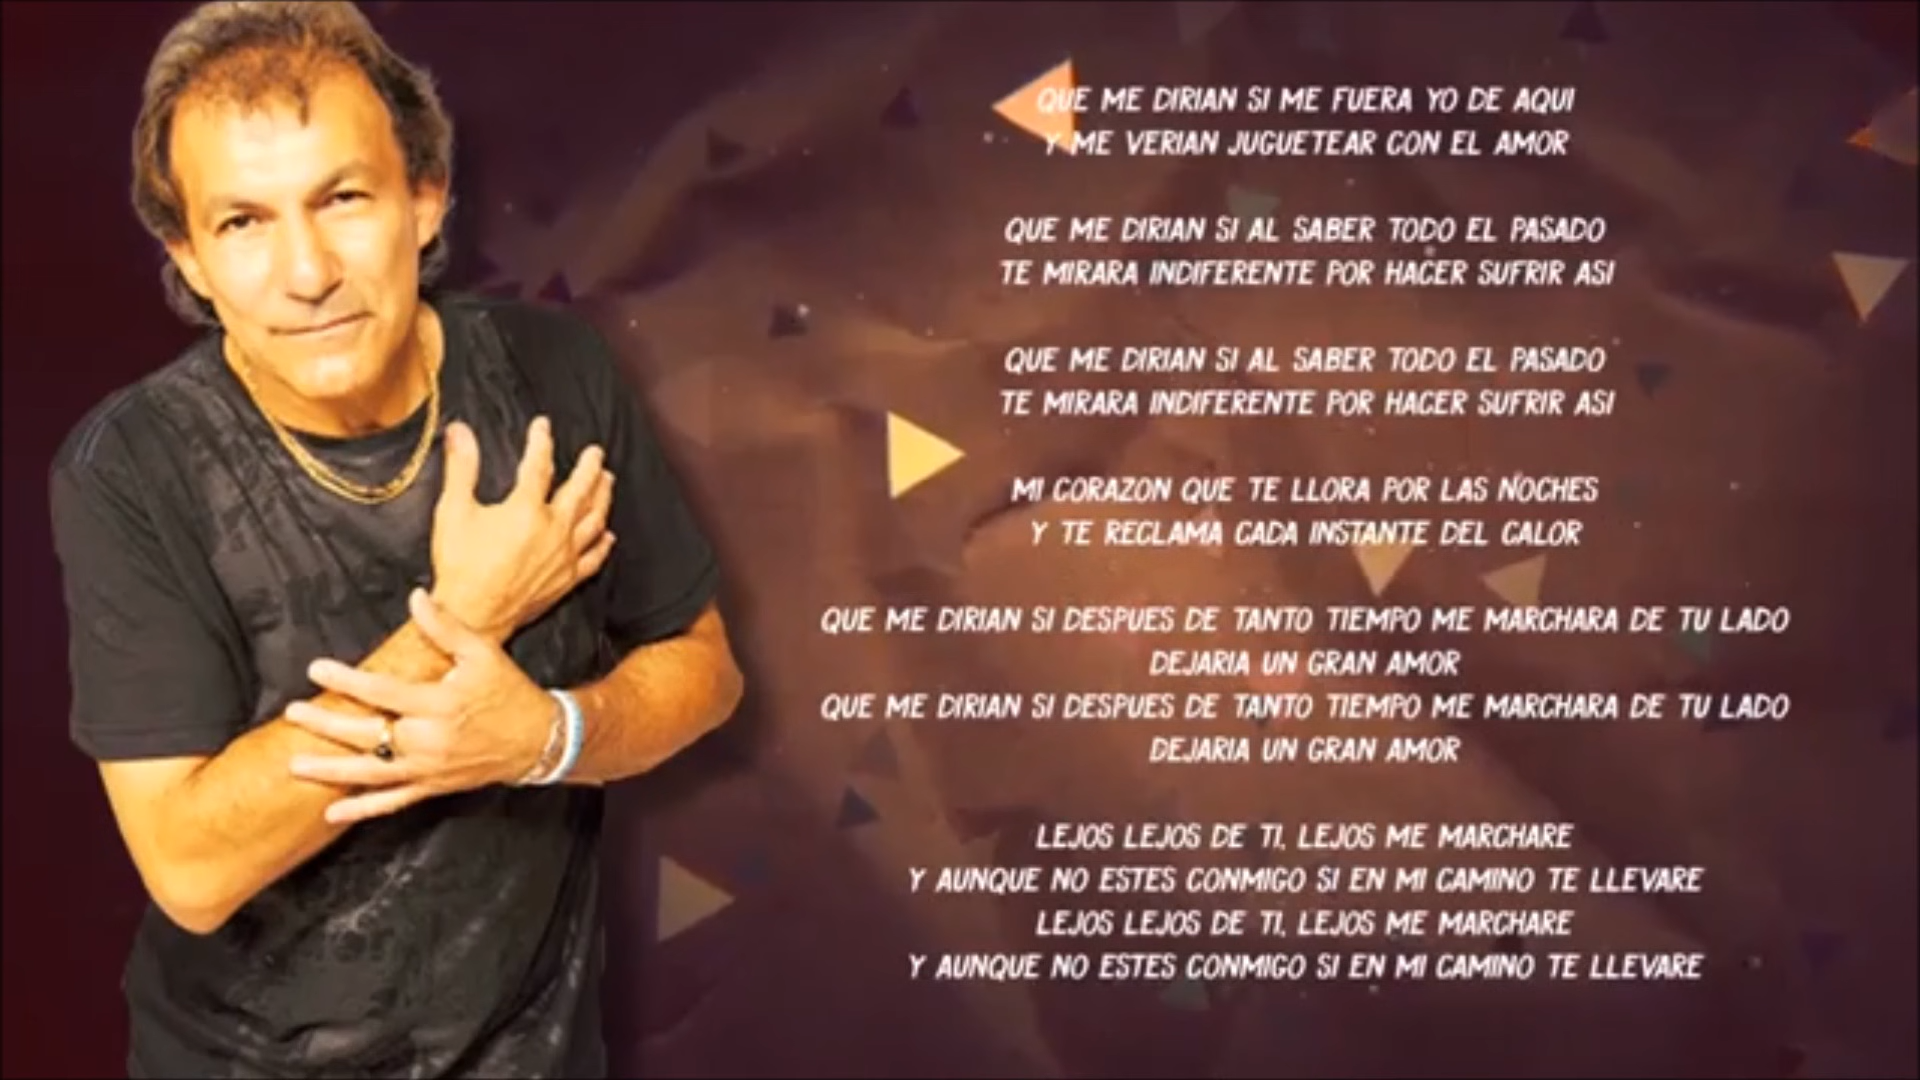 QUE ME DIRIAN SI ME FUERA YO DE AQUI
Y ME VERIAN JUGUETEAR CON EL AMOR
QUE ME DIRIAN SI AL SABER TODO EL PASADO
TE MIRARA INDIFERENTE POR HACER SUFRIR ASI
QUE ME DIRIAN SI AL SABER TODO EL PASADO
TE MIRARA INDIFERENTE POR HACER SUFRIR ASI
MI CORAZON QUE TE LLORA POR LAS NOCHES
Y TE RECLAMA CADA INSTANTE DEL CALOR
QUE ME DIRIAN SI DESPUES DE TANTO TIEMPO ME MARCHARA DE TU LADO
DEJARIA UN GRAN AMOR
QUE ME DIRIAN SI DESPUES DE TANTO TIEMPO ME MARCHARA DE TU LADO
DEJARIA UN GRAN AMOR
LEJOS LEJOS DE TI, LEJOS ME MARCHARE
Y AUNQUE NO ESTES CONMIGO SI EN MI CAMINO TE LLEVARE
LEJOS LEJOS DE TI, LEJOS ME MARCHARE
Y AUNQUE NO ESTES CONMIGO SI EN MI CAMINO TE LLEVARE